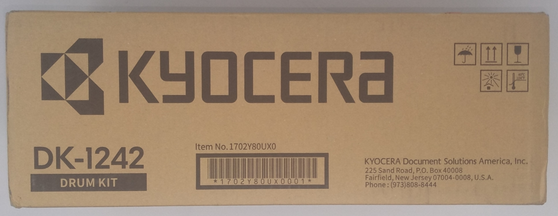 KYOCERA
DK-1242
DRUM KIT
Item No.1702Y80UX0
*1702Y80UX0001*
KYOCERA Document Solutions America, Inc.
225 Sand Road, P.O. Box 40008
Fairfield, New Jersey 07004-0008, U.S.A.
Phone : (973)808-8444